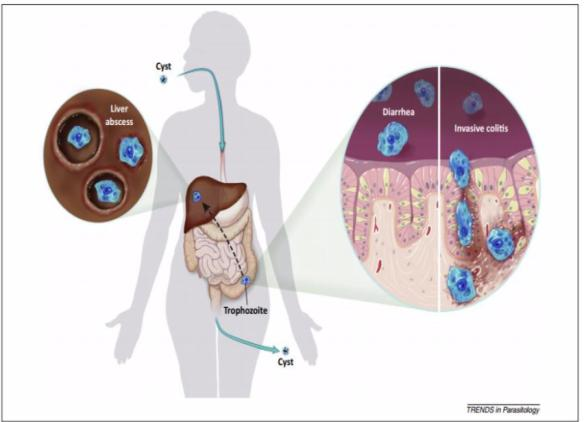 Cyst
Liver
abscess
Diarrhea
Invasive colitis
Trophozoite
Cyst
TRENDS in Parasitology